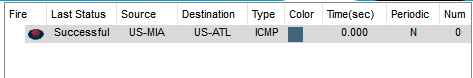 Fire Last Status Source Destination Type Color Time(sec) Periodic Num
Successful US-MIA US-ATL ICMP 0.000 N 0